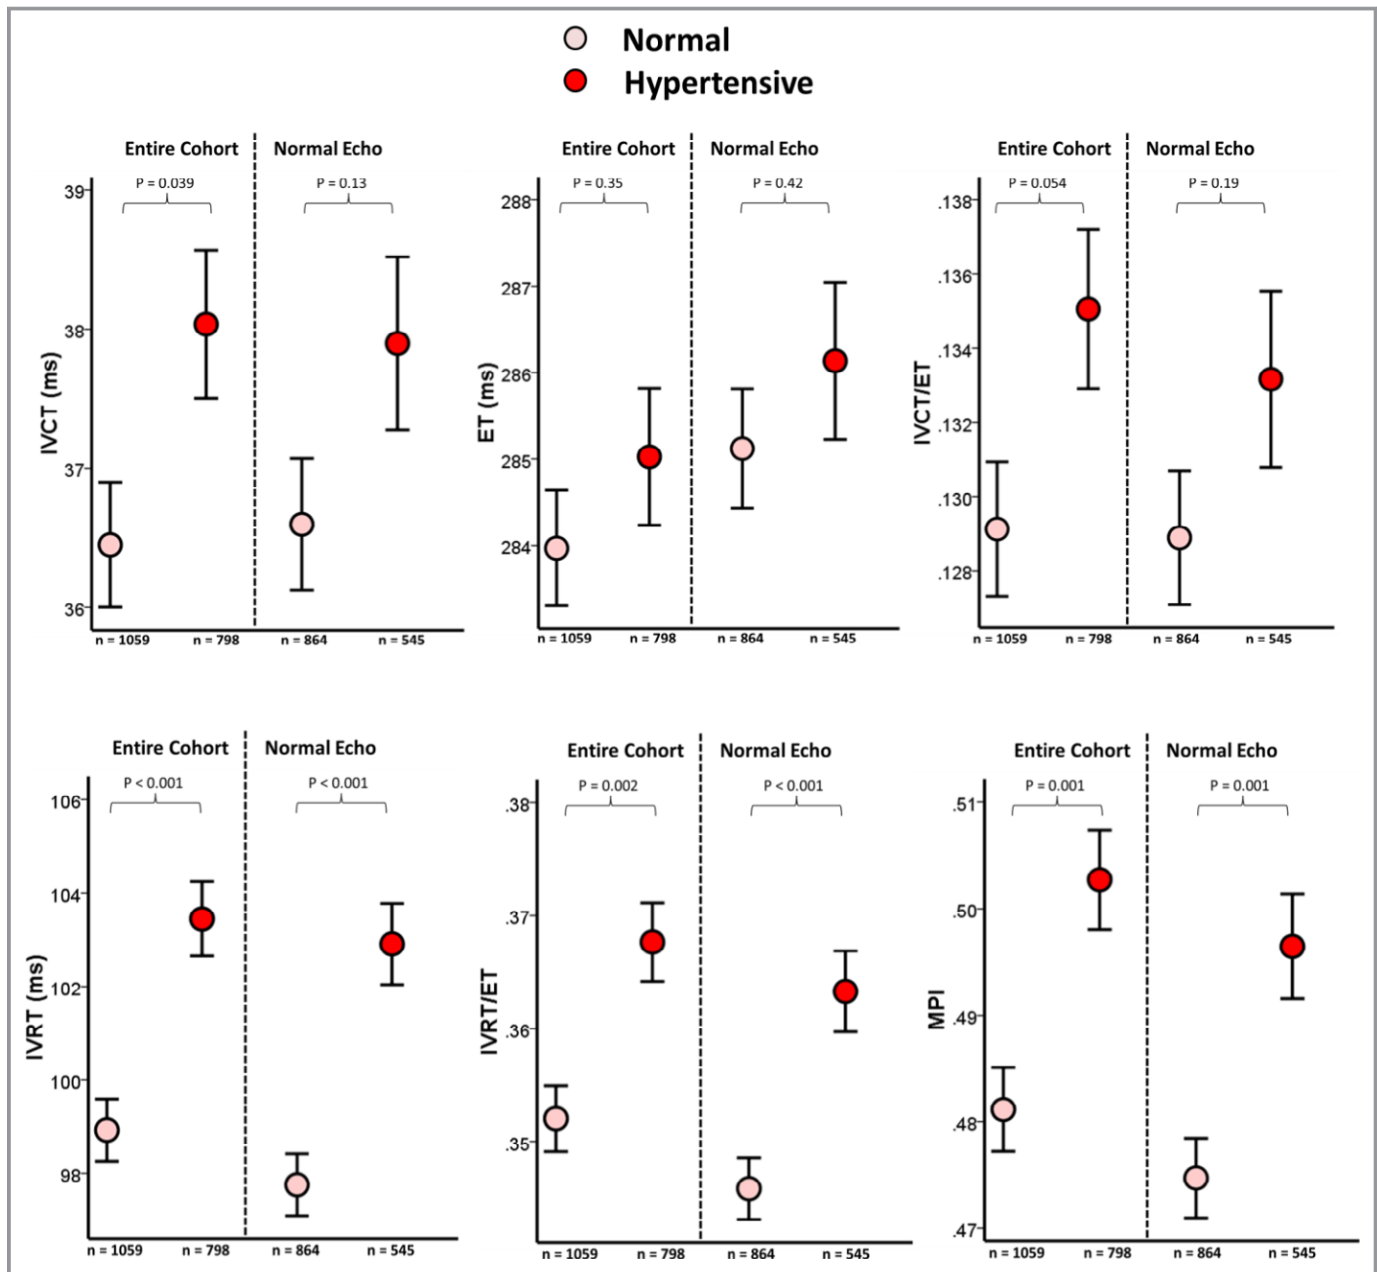 Normal
Hypertensive
Entire Cohort Normal Echo
P = 0.039 P = 0.13
39
38
37
36
IVCT (ms)
n = 1059 n = 798 n = 864 n = 545
Entire Cohort Normal Echo
P = 0.35 P = 0.42
288
287
286
285
284
ET (ms)
n = 1059 n = 798 n = 864 n = 545
Entire Cohort Normal Echo
P = 0.054 P = 0.19
.138
.136
.134
.132
.130
.128
IVCT/ET
n = 1059 n = 798 n = 864 n = 545
Entire Cohort Normal Echo
P < 0.001 P < 0.001
106
104
102
100
98
IVRT (ms)
n = 1059 n = 798 n = 864 n = 545
Entire Cohort Normal Echo
P = 0.002 P < 0.001
.38
.37
.36
.35
IVRT/ET
n = 1059 n = 798 n = 864 n = 545
Entire Cohort Normal Echo
P = 0.001 P = 0.001
.51
.50
.49
.48
.47
MPI
n = 1059 n = 798 n = 864 n = 545